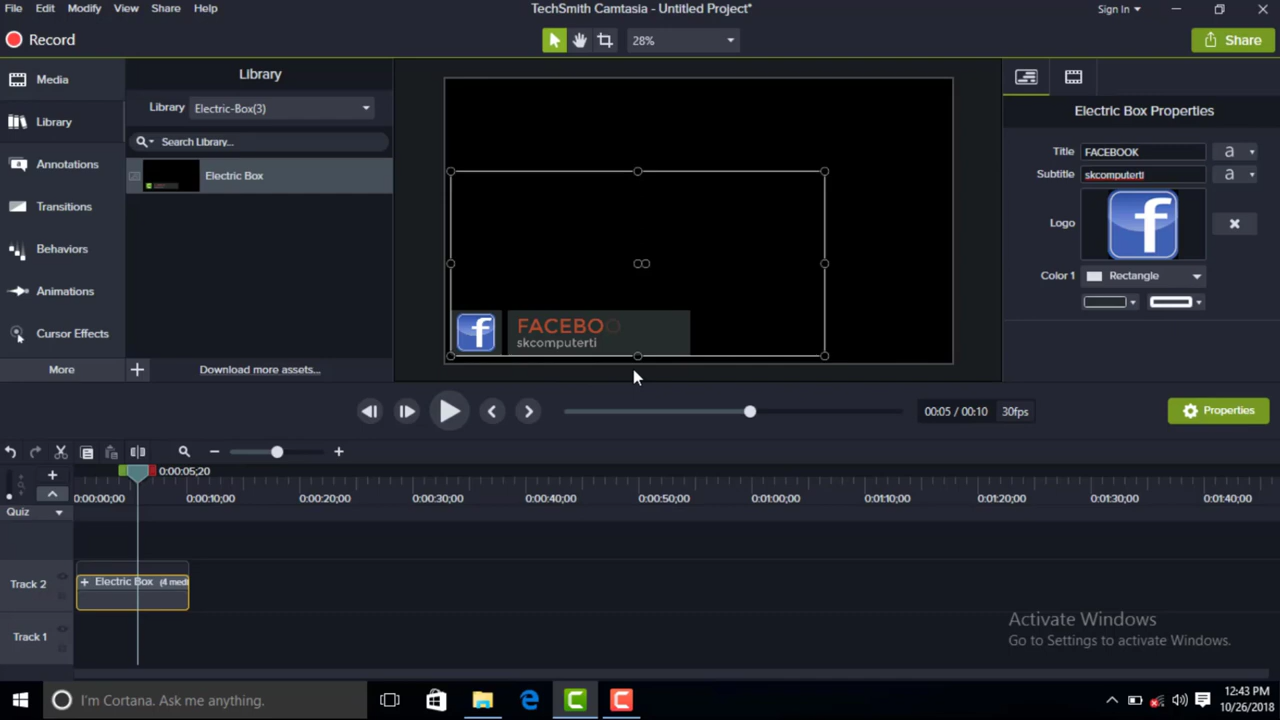 File Edit Modify View Share Help
TechSmith Camtasia - Untitled Project*
Sign In
Record
28%
Share
Media
Library
Annotations
Transitions
Behaviors
Animations
Cursor Effects
More
Library
Library Electric-Box(3)
Search Library...
Electric Box
Download more assets...
FACEBOO
skcomputerti
Electric Box Properties
Title FACEBOOK a
Subtitle skcomputerti a
Logo
Color 1 Rectangle
00:05 / 00:10 30fps
Properties
0:00:05;20
0:00:00;00 0:00:10;00 0:00:20;00 0:00:30;00 0:00:40;00 0:00:50;00 0:01:00;00 0:01:10;00 0:01:20;00 0:01:30;00 0:01:40;00
Quiz
Track 2
Electric Box (4 medi
Track 1
Activate Windows
Go to Settings to activate Windows.
I'm Cortana. Ask me anything.
12:43 PM
10/26/2018